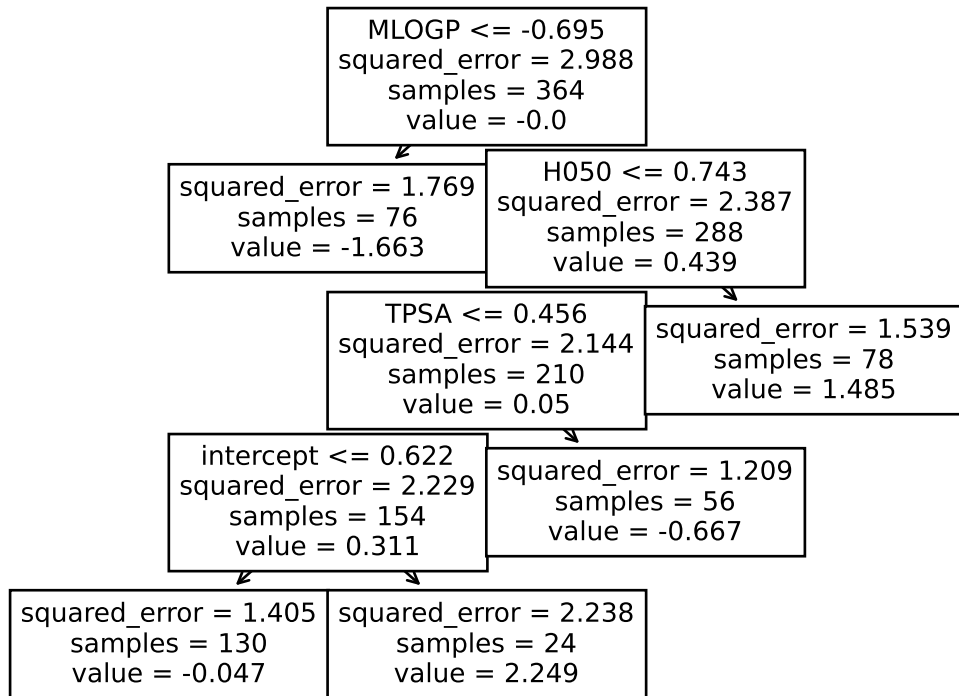 MLOGP <= -0.695
squared_error = 2.988
samples = 364
value = -0.0
squared_error = 1.769
samples = 76
value = -1.663
H050 <= 0.743
squared_error = 2.387
samples = 288
value = 0.439
TPSA <= 0.456
squared_error = 2.144
samples = 210
value = 0.05
squared_error = 1.539
samples = 78
value = 1.485
intercept <= 0.622
squared_error = 2.229
samples = 154
value = 0.311
squared_error = 1.209
samples = 56
value = -0.667
squared_error = 1.405
samples = 130
value = -0.047
squared_error = 2.238
samples = 24
value = 2.249